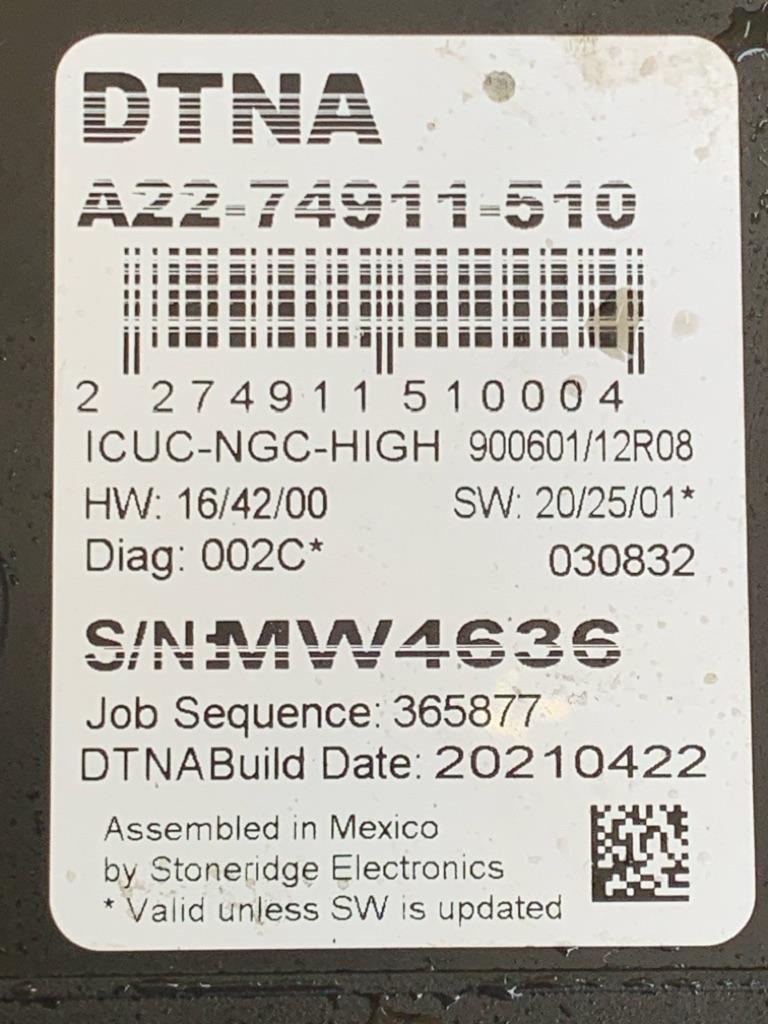 DTNA
A22-74911-510
2 274911 510004
ICUC-NGC-HIGH 900601/12R08
HW: 16/42/00 SW: 20/25/01*
Diag: 002C* 030832
S/N:MW4636
Job Sequence: 365877
DTNABuild Date: 20210422
Assembled in Mexico
by Stoneridge Electronics
* Valid unless SW is updated